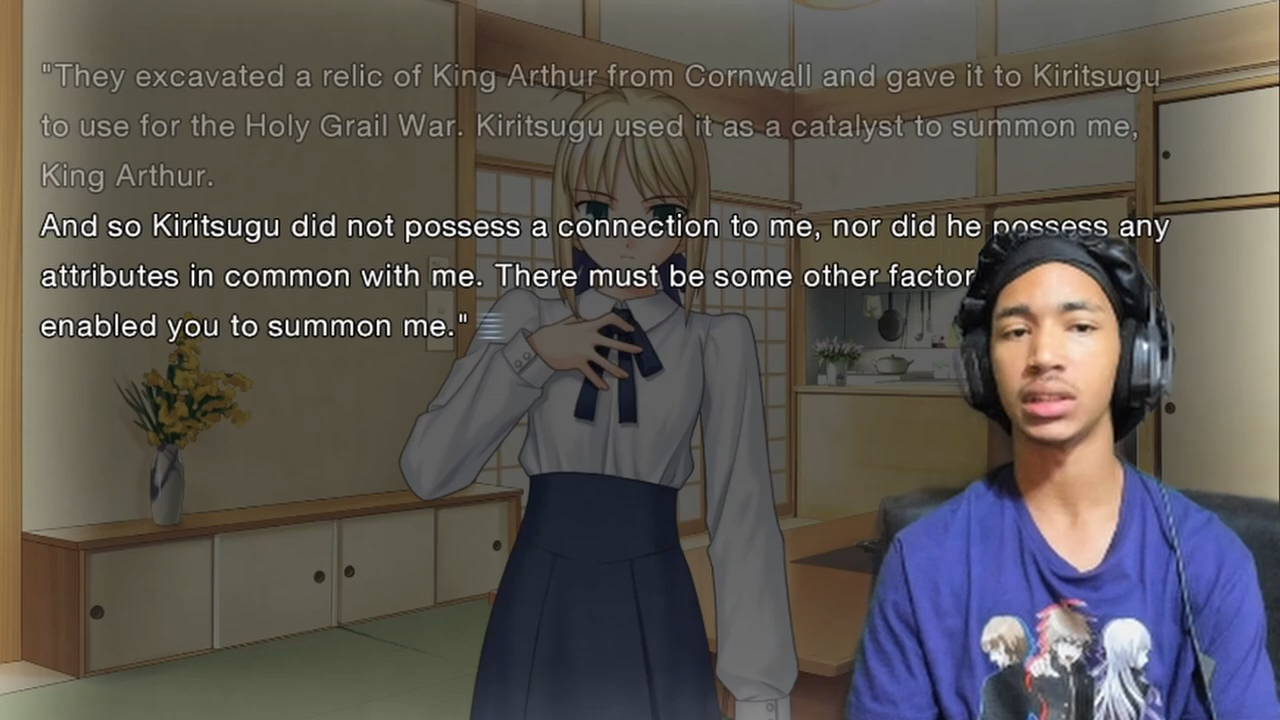 "They excavated a relic of King Arthur from Cornwall and gave it to Kiritsugu
to use for the Holy Grail War. Kiritsugu used it as a catalyst to summon me,
King Arthur.
And so Kiritsugu did not possess a connection to me, nor did he possess any
attributes in common with me. There must be some other factor
enabled you to summon me."